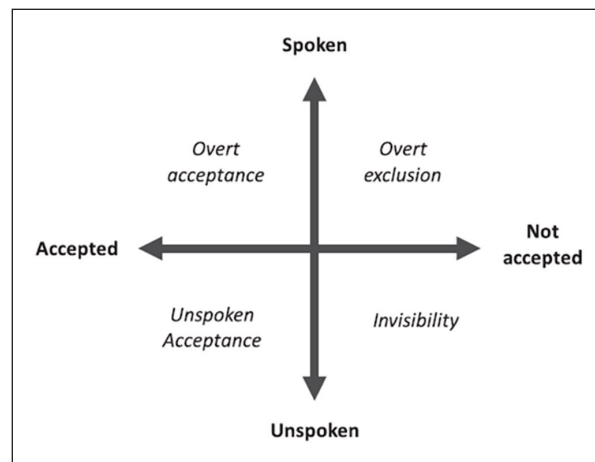 Spoken
Overt
acceptance
Overt
exclusion
Accepted
Not
accepted
Unspoken
Acceptance
Invisibility
Unspoken